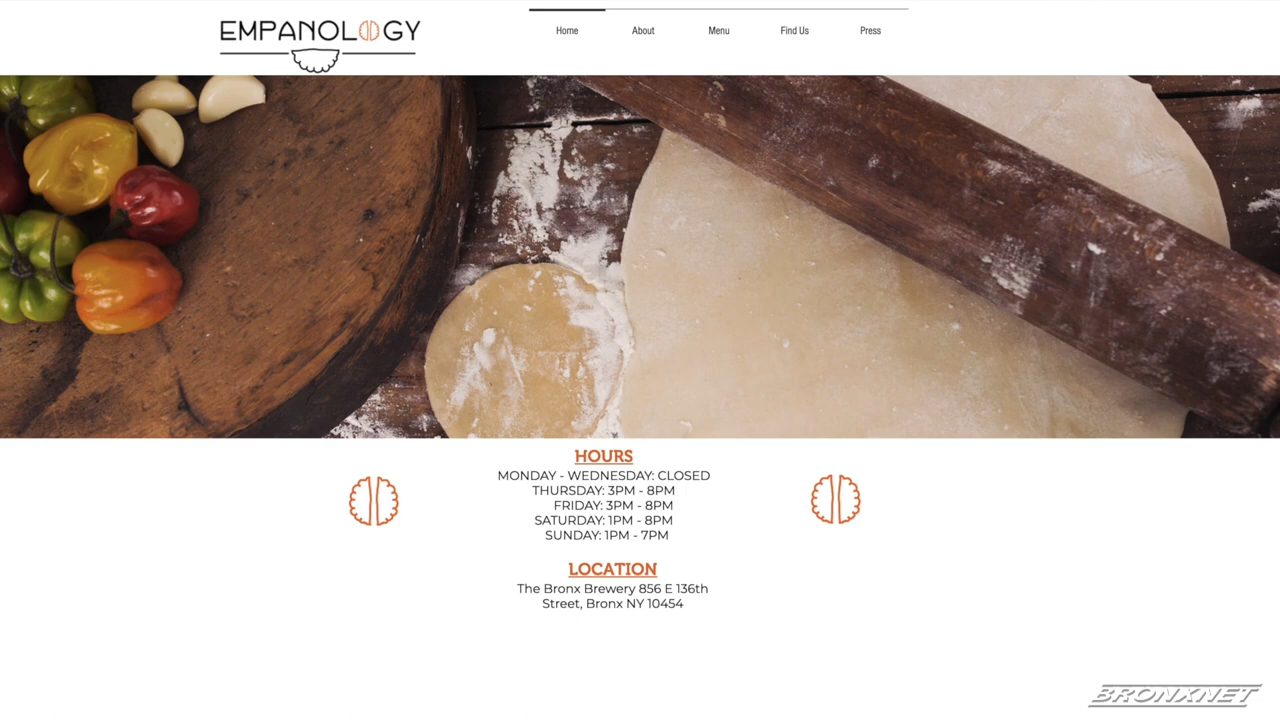 EMPANOLOGY
Home About Menu Find Us Press
HOURS
MONDAY - WEDNESDAY: CLOSED
THURSDAY: 3PM - 8PM
FRIDAY: 3PM - 8PM
SATURDAY: 1PM - 8PM
SUNDAY: 1PM - 7PM
LOCATION
The Bronx Brewery 856 E 136th
Street, Bronx NY 10454
BRONXNET